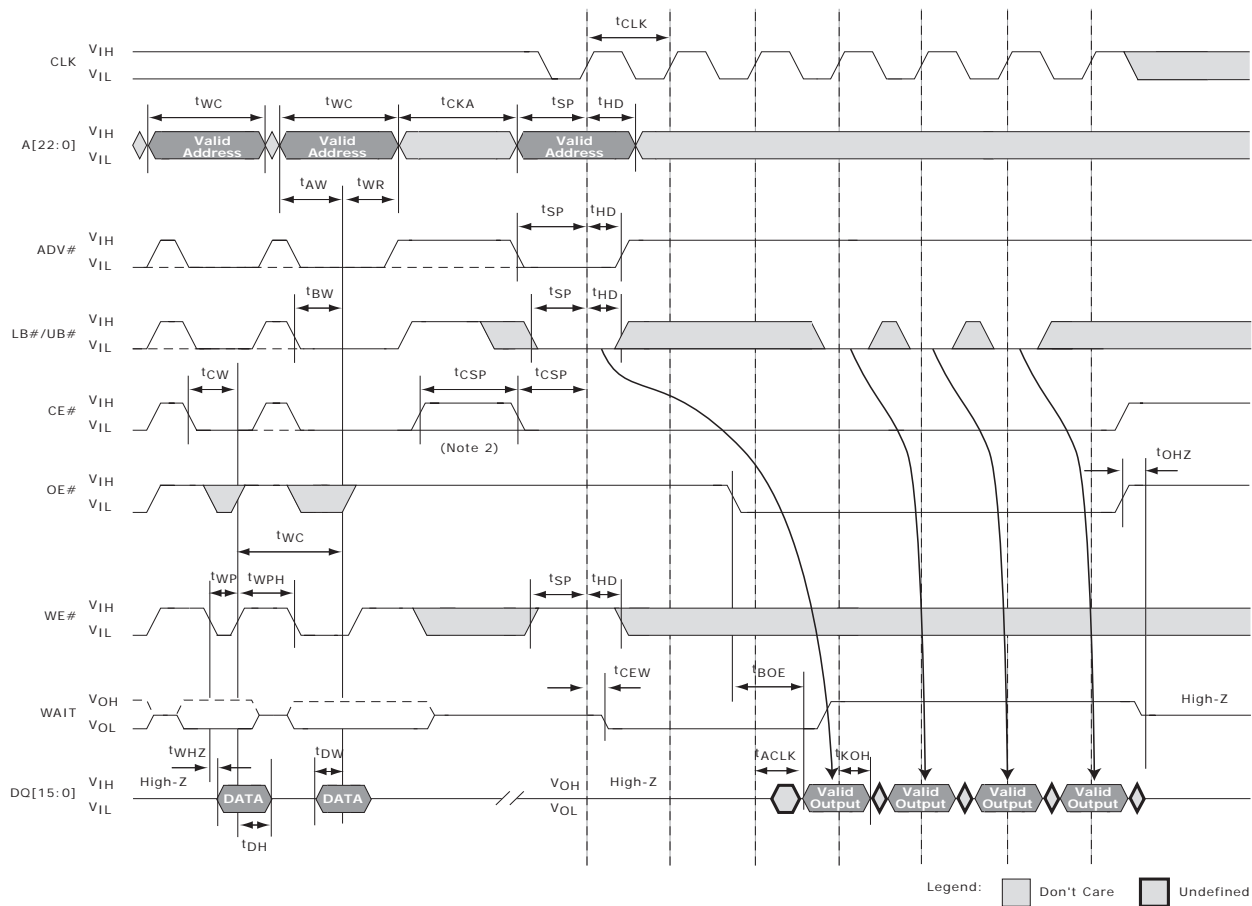 tCLK
CLK VIH
VIL
tWC tWC tCKA tSP tHD
A[22:0] VIH
VIL
Valid Address Valid Address Valid Address
tAW tWR
tSP tHD
ADV# VIH
VIL
tBW tSP tHD
LB#/UB# VIH
VIL
tCW tCSP tCSP
CE# VIH
VIL
(Note 2)
tOHZ
OE# VIH
VIL
tWC
tWP tWPH tSP tHD
WE# VIH
VIL
tCEW tBOE
WAIT VOH
VOL
High-Z
tWHZ tDW tACLK tKOH
DQ[15:0] VIH
VIL
High-Z DATA DATA VOH
VOL
High-Z Valid Output Valid Output Valid Output Valid Output
tDH
Legend: Don't Care Undefined